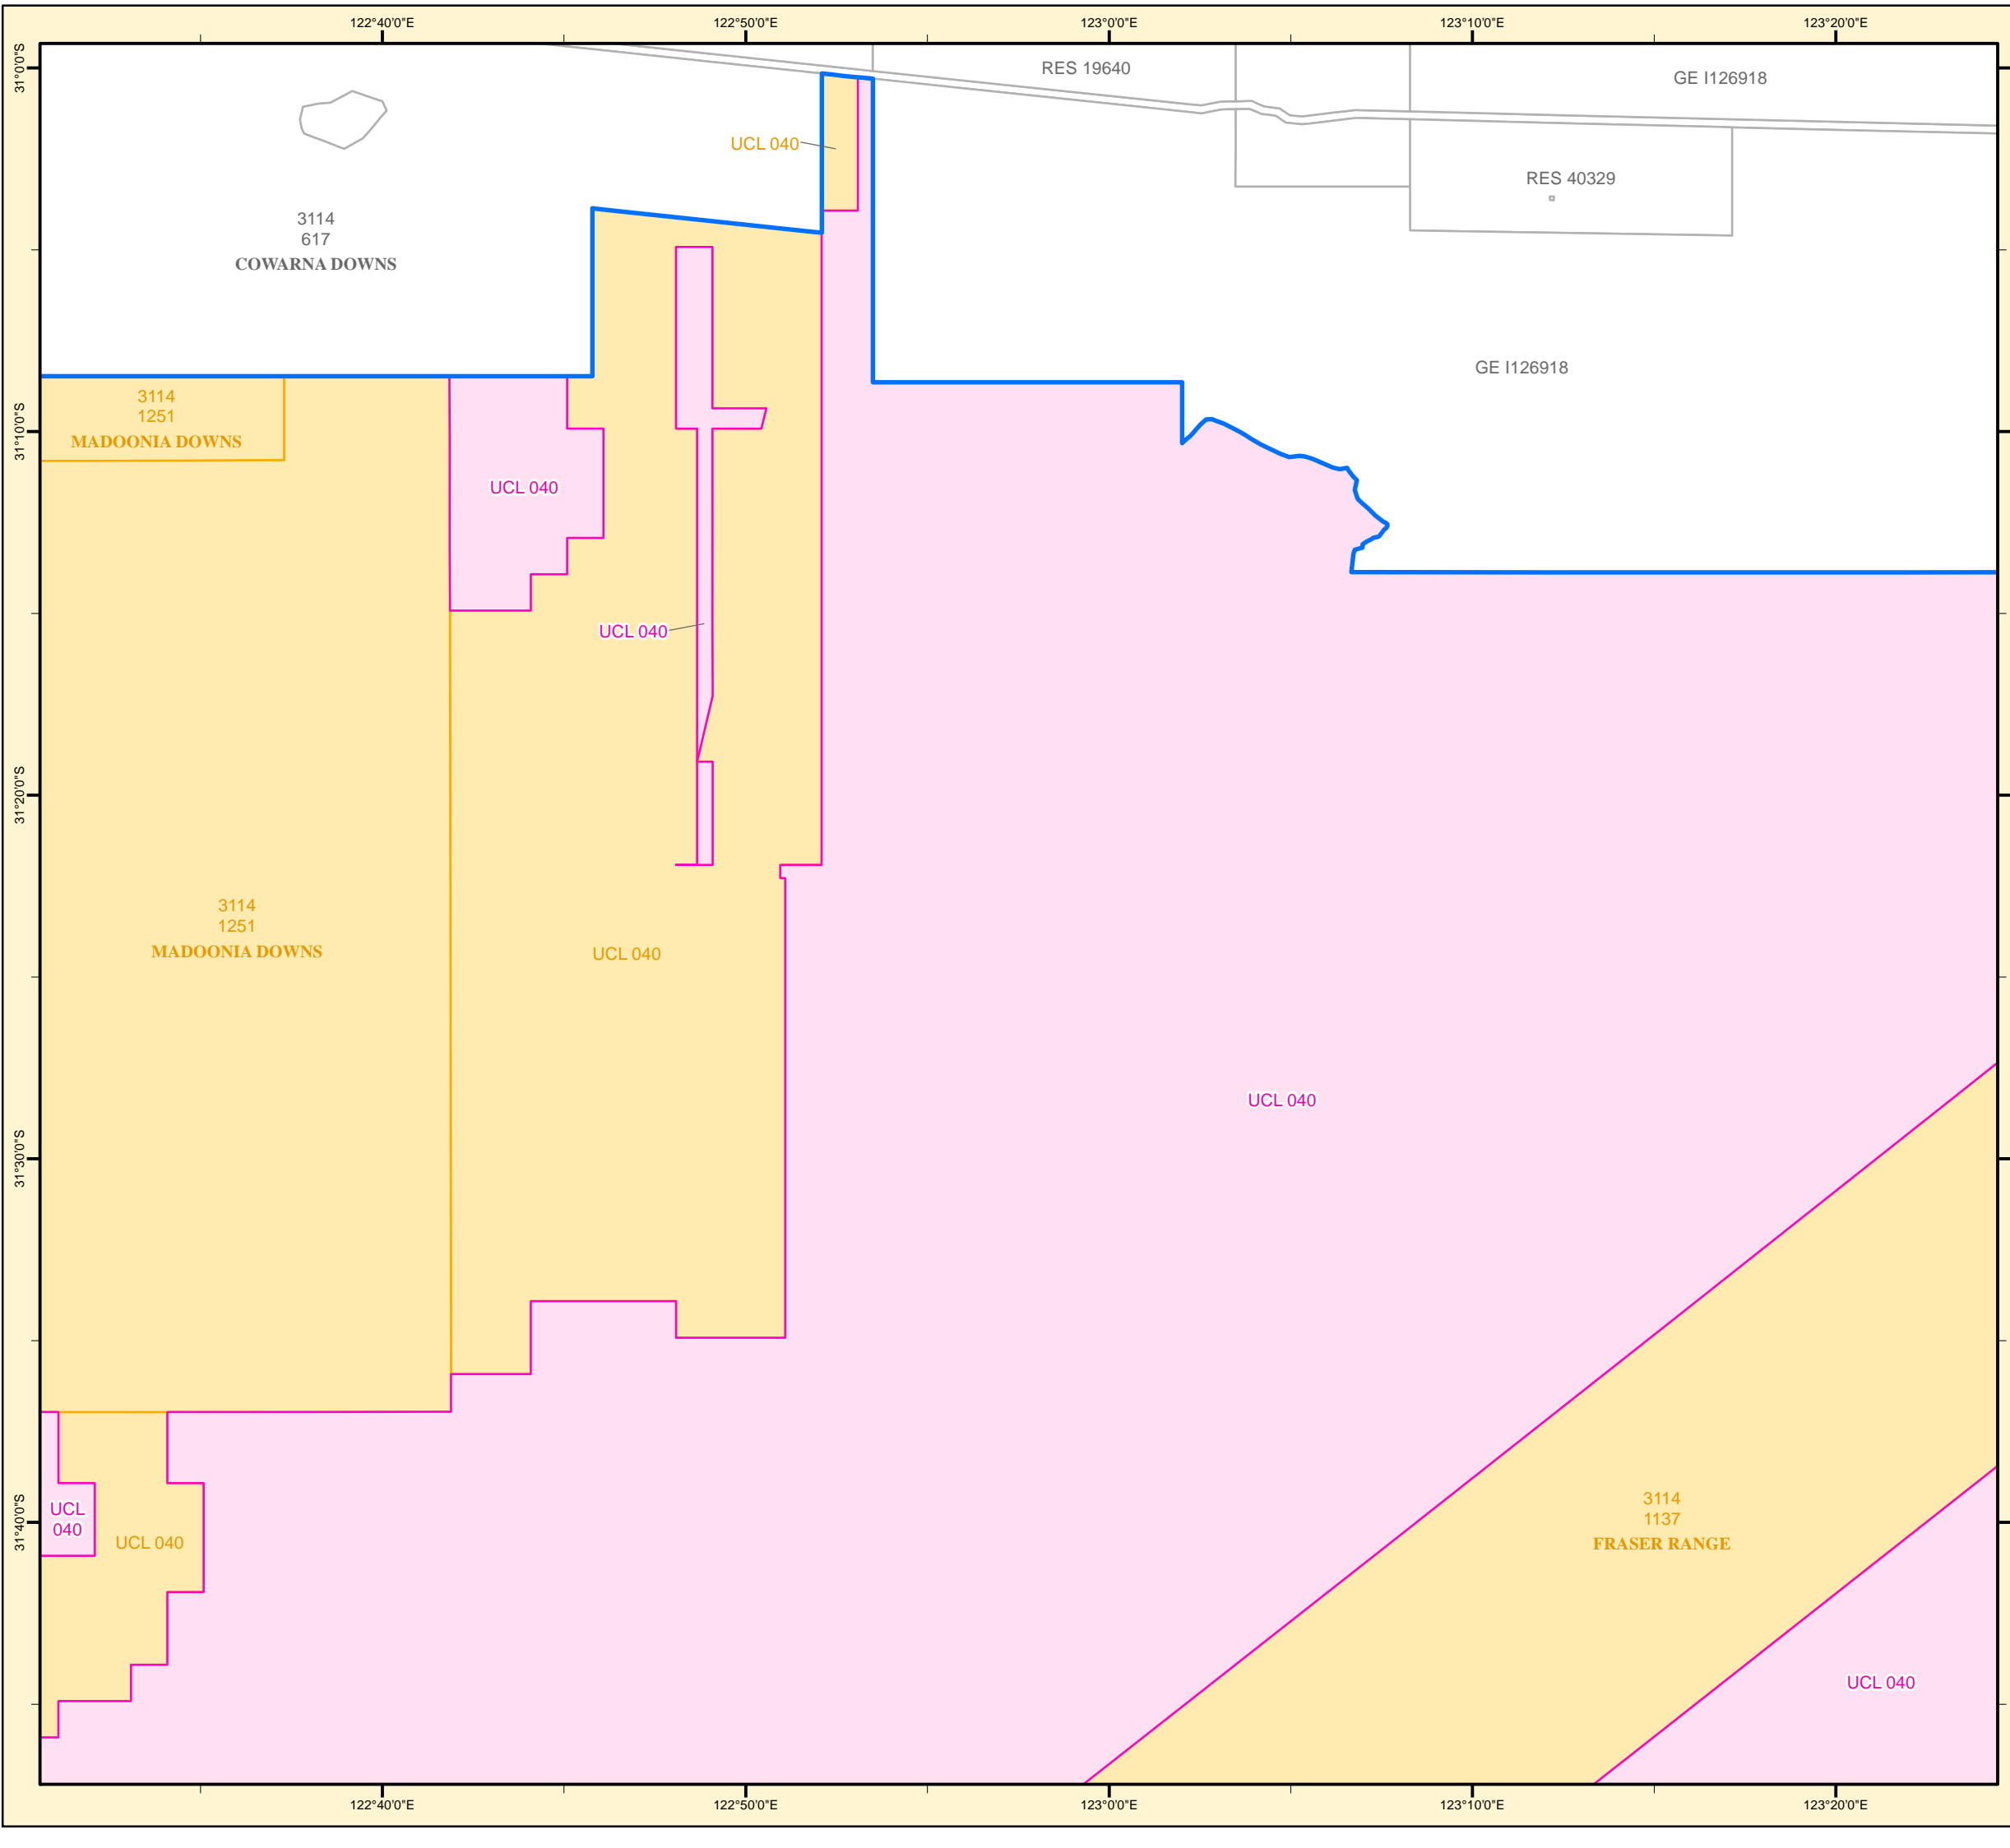 122°40'0"E
122°50'0"E
123°0'0"E
123°10'0"E
123°20'0"E
31°0'0"S
31°10'0"S
31°20'0"S
31°30'0"S
31°40'0"S
RES 19640
GE I126918
UCL 040
RES 40329
3114
617
COWARNA DOWNS
GE I126918
3114
1251
MADOONIA DOWNS
UCL 040
UCL 040
3114
1251
MADOONIA DOWNS
UCL 040
UCL 040
UCL
040
UCL 040
3114
1137
FRASER RANGE
UCL 040
122°40'0"E
122°50'0"E
123°0'0"E
123°10'0"E
123°20'0"E